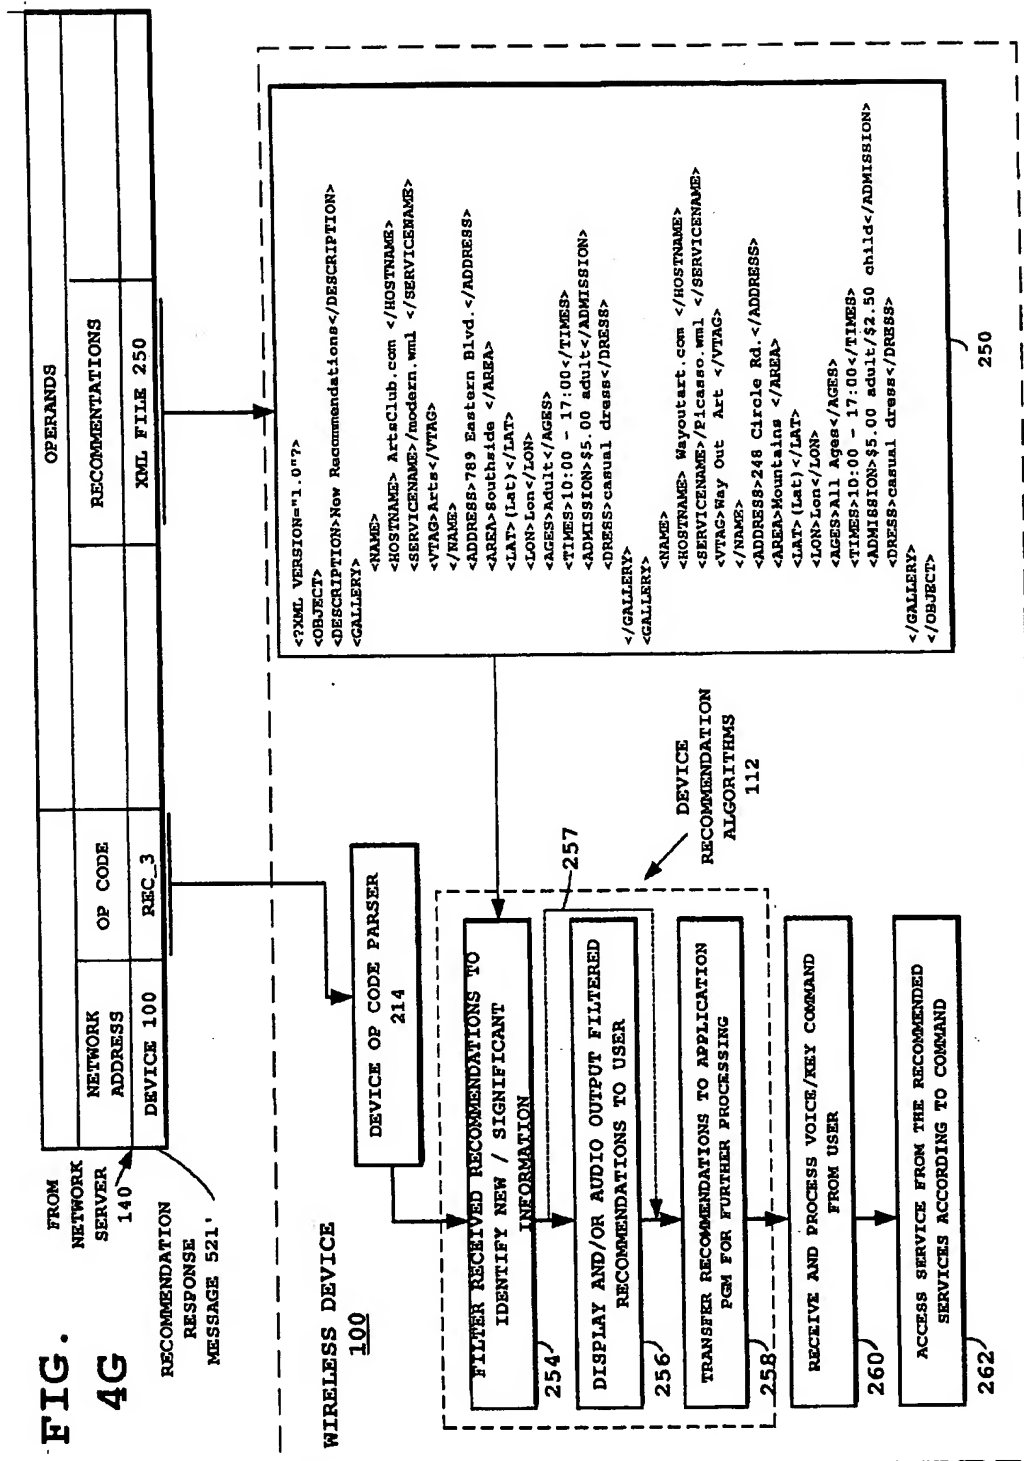 FIG.
4G
FROM
NETWORK
SERVER
140
RECOMMENDATION
RESPONSE
MESSAGE 521'
OPERANDS
NETWORK
ADDRESS
OP CODE
RECOMMENTATIONS
DEVICE 100
REC_3
XML FILE 250
WIRELESS DEVICE
100
DEVICE OP CODE PARSER
214
FILTER RECEIVED RECOMMENDATIONS TO
IDENTIFY NEW / SIGNIFICANT
INFORMATION
254
257
DISPLAY AND/OR AUDIO OUTPUT FILTERED
RECOMMENDATIONS TO USER
256
TRANSFER RECOMMENDATIONS TO APPLICATION
PGM FOR FURTHER PROCESSING
258
RECEIVE AND PROCESS VOICE/KEY COMMAND
FROM USER
260
ACCESS SERVICE FROM THE RECOMMENDED
SERVICES ACCORDING TO COMMAND
262
DEVICE
RECOMMENDATION
ALGORITHMS
112
<?XML VERSION="1.0"?>
<OBJECT>
<DESCRIPTION>New Recommendations</DESCRIPTION>
<GALLERY>
<NAME>
<HOSTNAME> ArtsClub.com </HOSTNAME>
<SERVICENAME>/modern.wml </SERVICENAME>
<VTAG>Arts</VTAG>
</NAME>
<ADDRESS>789 Eastern Blvd.</ADDRESS>
<AREA>Southside </AREA>
<LAT>(Lat)</LAT>
<LON>Lon</LON>
<AGES>Adult</AGES>
<TIMES>10:00 - 17:00</TIMES>
<ADMISSION>$5.00 adult</ADMISSION>
<DRESS>casual dress</DRESS>
</GALLERY>
<GALLERY>
<NAME>
<HOSTNAME> Wayoutart.com </HOSTNAME>
<SERVICENAME>/Picasso.wml </SERVICENAME>
<VTAG>Way Out Art </VTAG>
</NAME>
<ADDRESS>248 Circle Rd.</ADDRESS>
<AREA>Mountains </AREA>
<LAT>(Lat)</LAT>
<LON>Lon</LON>
<AGES>All Ages</AGES>
<TIMES>10:00 - 17:00</TIMES>
<ADMISSION>$5.00 adult/$2.50 child</ADMISSION>
<DRESS>casual dress</DRESS>
</GALLERY>
</OBJECT>
250